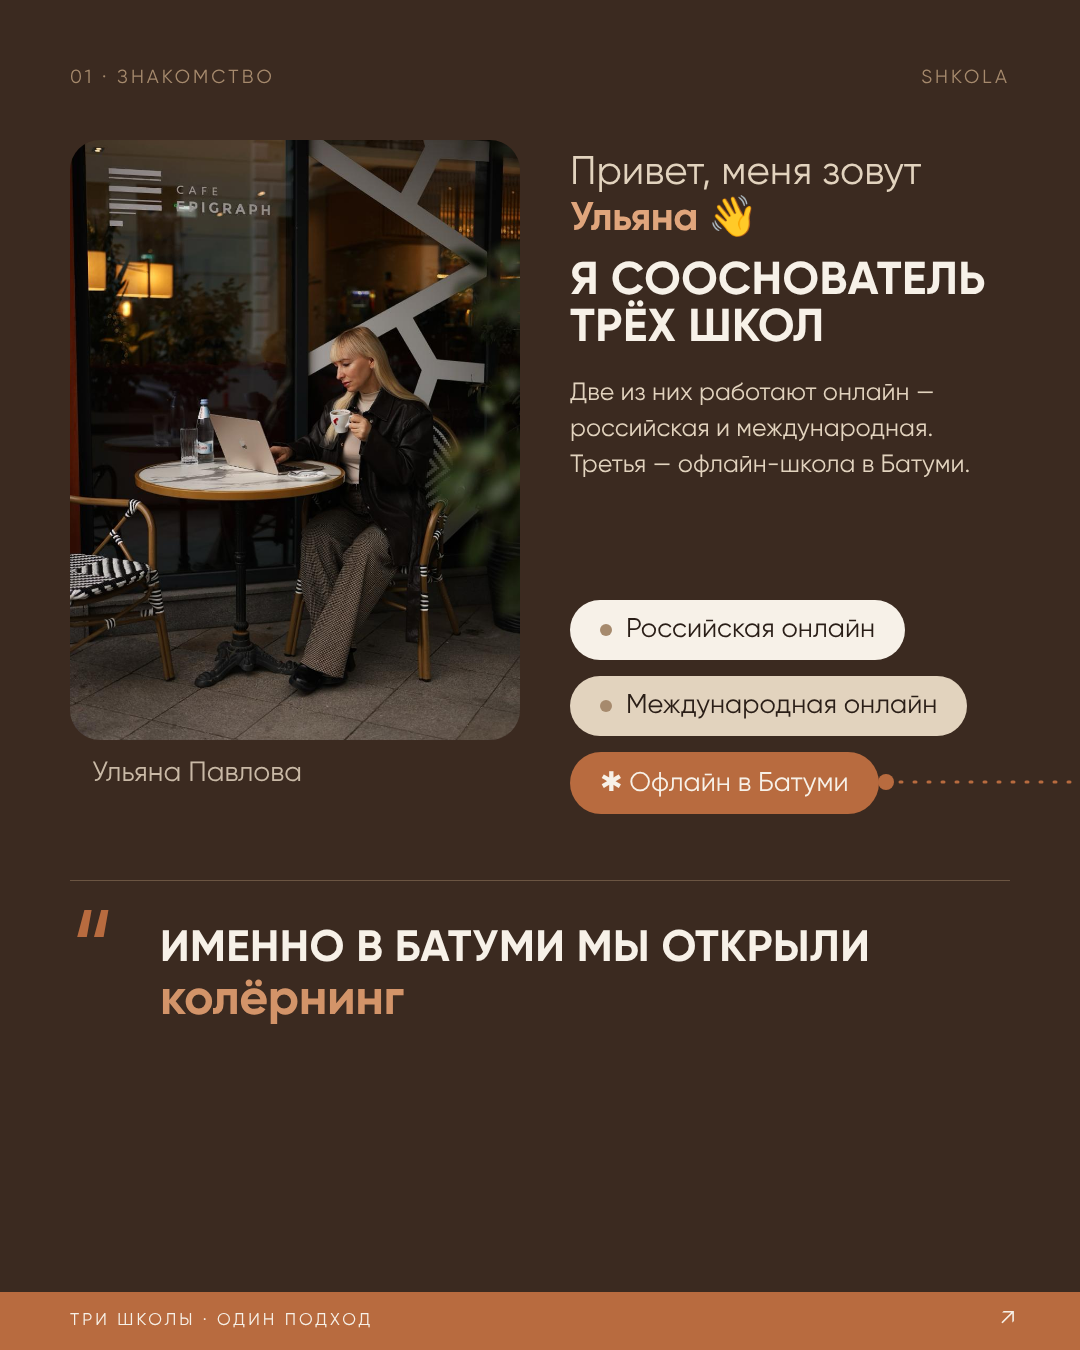 01 · ЗНАКОМСТВО
SHKOLA
CAFE
EPIGRAPH
Привет, меня зовут
Ульяна 👋
Я СООСНОВАТЕЛЬ
ТРЁХ ШКОЛ
Две из них работают онлайн —
российская и международная.
Третья — офлайн-школа в Батуми.
Российская онлайн
Международная онлайн
✱ Офлайн в Батуми
Ульяна Павлова
"
ИМЕННО В БАТУМИ МЫ ОТКРЫЛИ
колёрнинг
ТРИ ШКОЛЫ · ОДИН ПОДХОД